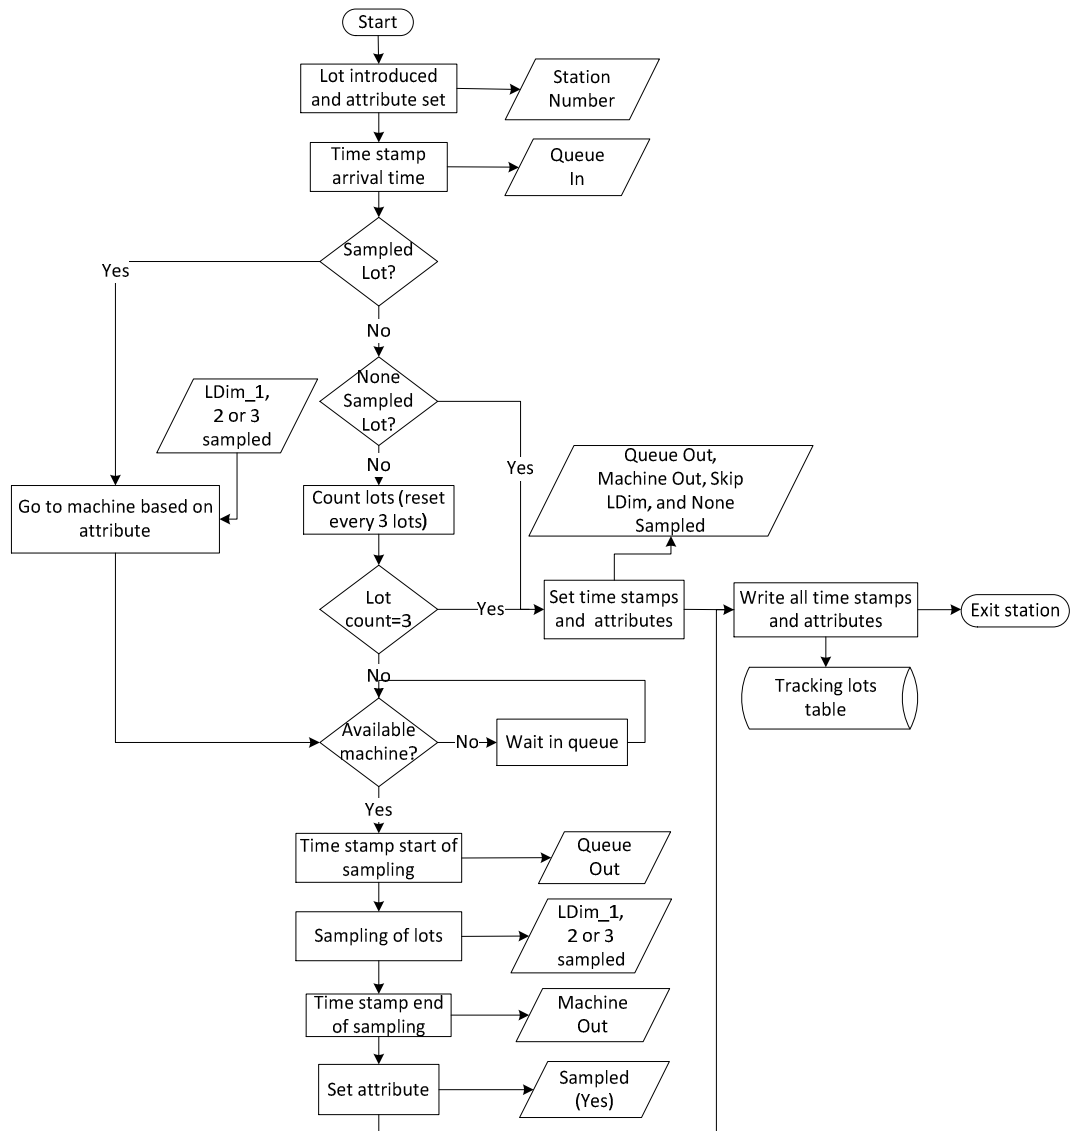 Start
Lot introduced
and attribute set
Station
Number
Time stamp
arrival time
Queue
In
Sampled
Lot?
Yes
No
None
Sampled
Lot?
LDim_1,
2 or 3
sampled
Yes
No
Queue Out,
Machine Out, Skip
LDim, and None
Sampled
Go to machine based on
attribute
Count lots (reset
every 3 lots)
Lot
count=3
Yes
Set time stamps
and attributes
Write all time stamps
and attributes
Exit station
No
Tracking lots
table
Available
machine?
No
Wait in queue
Yes
Time stamp start of
sampling
Queue
Out
Sampling of lots
LDim_1,
2 or 3
sampled
Time stamp end
of sampling
Machine
Out
Set attribute
Sampled
(Yes)